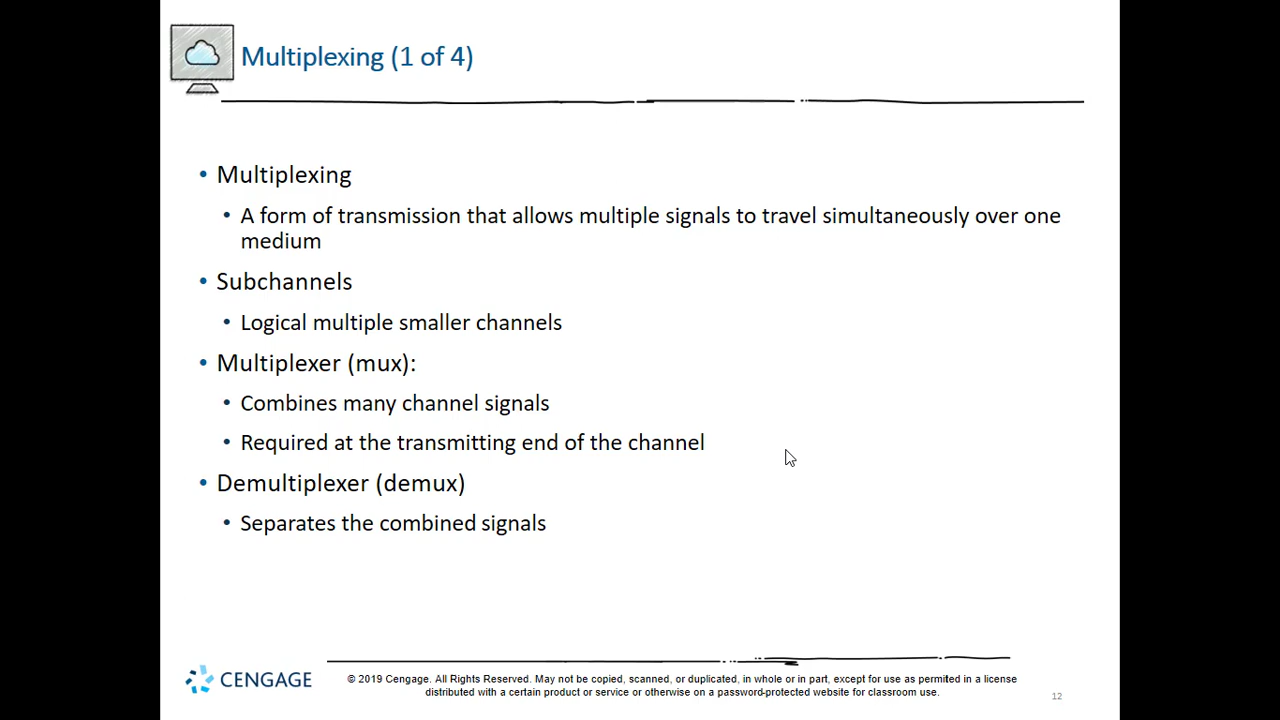 Multiplexing (1 of 4)
• Multiplexing
• A form of transmission that allows multiple signals to travel simultaneously over one
medium
• Subchannels
• Logical multiple smaller channels
• Multiplexer (mux):
• Combines many channel signals
• Required at the transmitting end of the channel
• Demultiplexer (demux)
• Separates the combined signals
CENGAGE
© 2019 Cengage. All Rights Reserved. May not be copied, scanned, or duplicated, in whole or in part, except for use as permitted in a license
distributed with a certain product or service or otherwise on a password-protected website for classroom use.
12